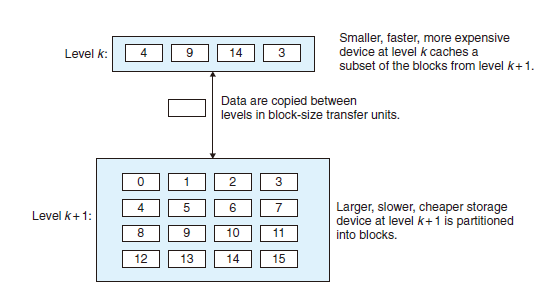 Level k:
4 9 14 3
Smaller, faster, more expensive
device at level k caches a
subset of the blocks from level k+1.
Data are copied between
levels in block-size transfer units.
Level k+1:
0 1 2 3
4 5 6 7
8 9 10 11
12 13 14 15
Larger, slower, cheaper storage
device at level k+1 is partitioned
into blocks.